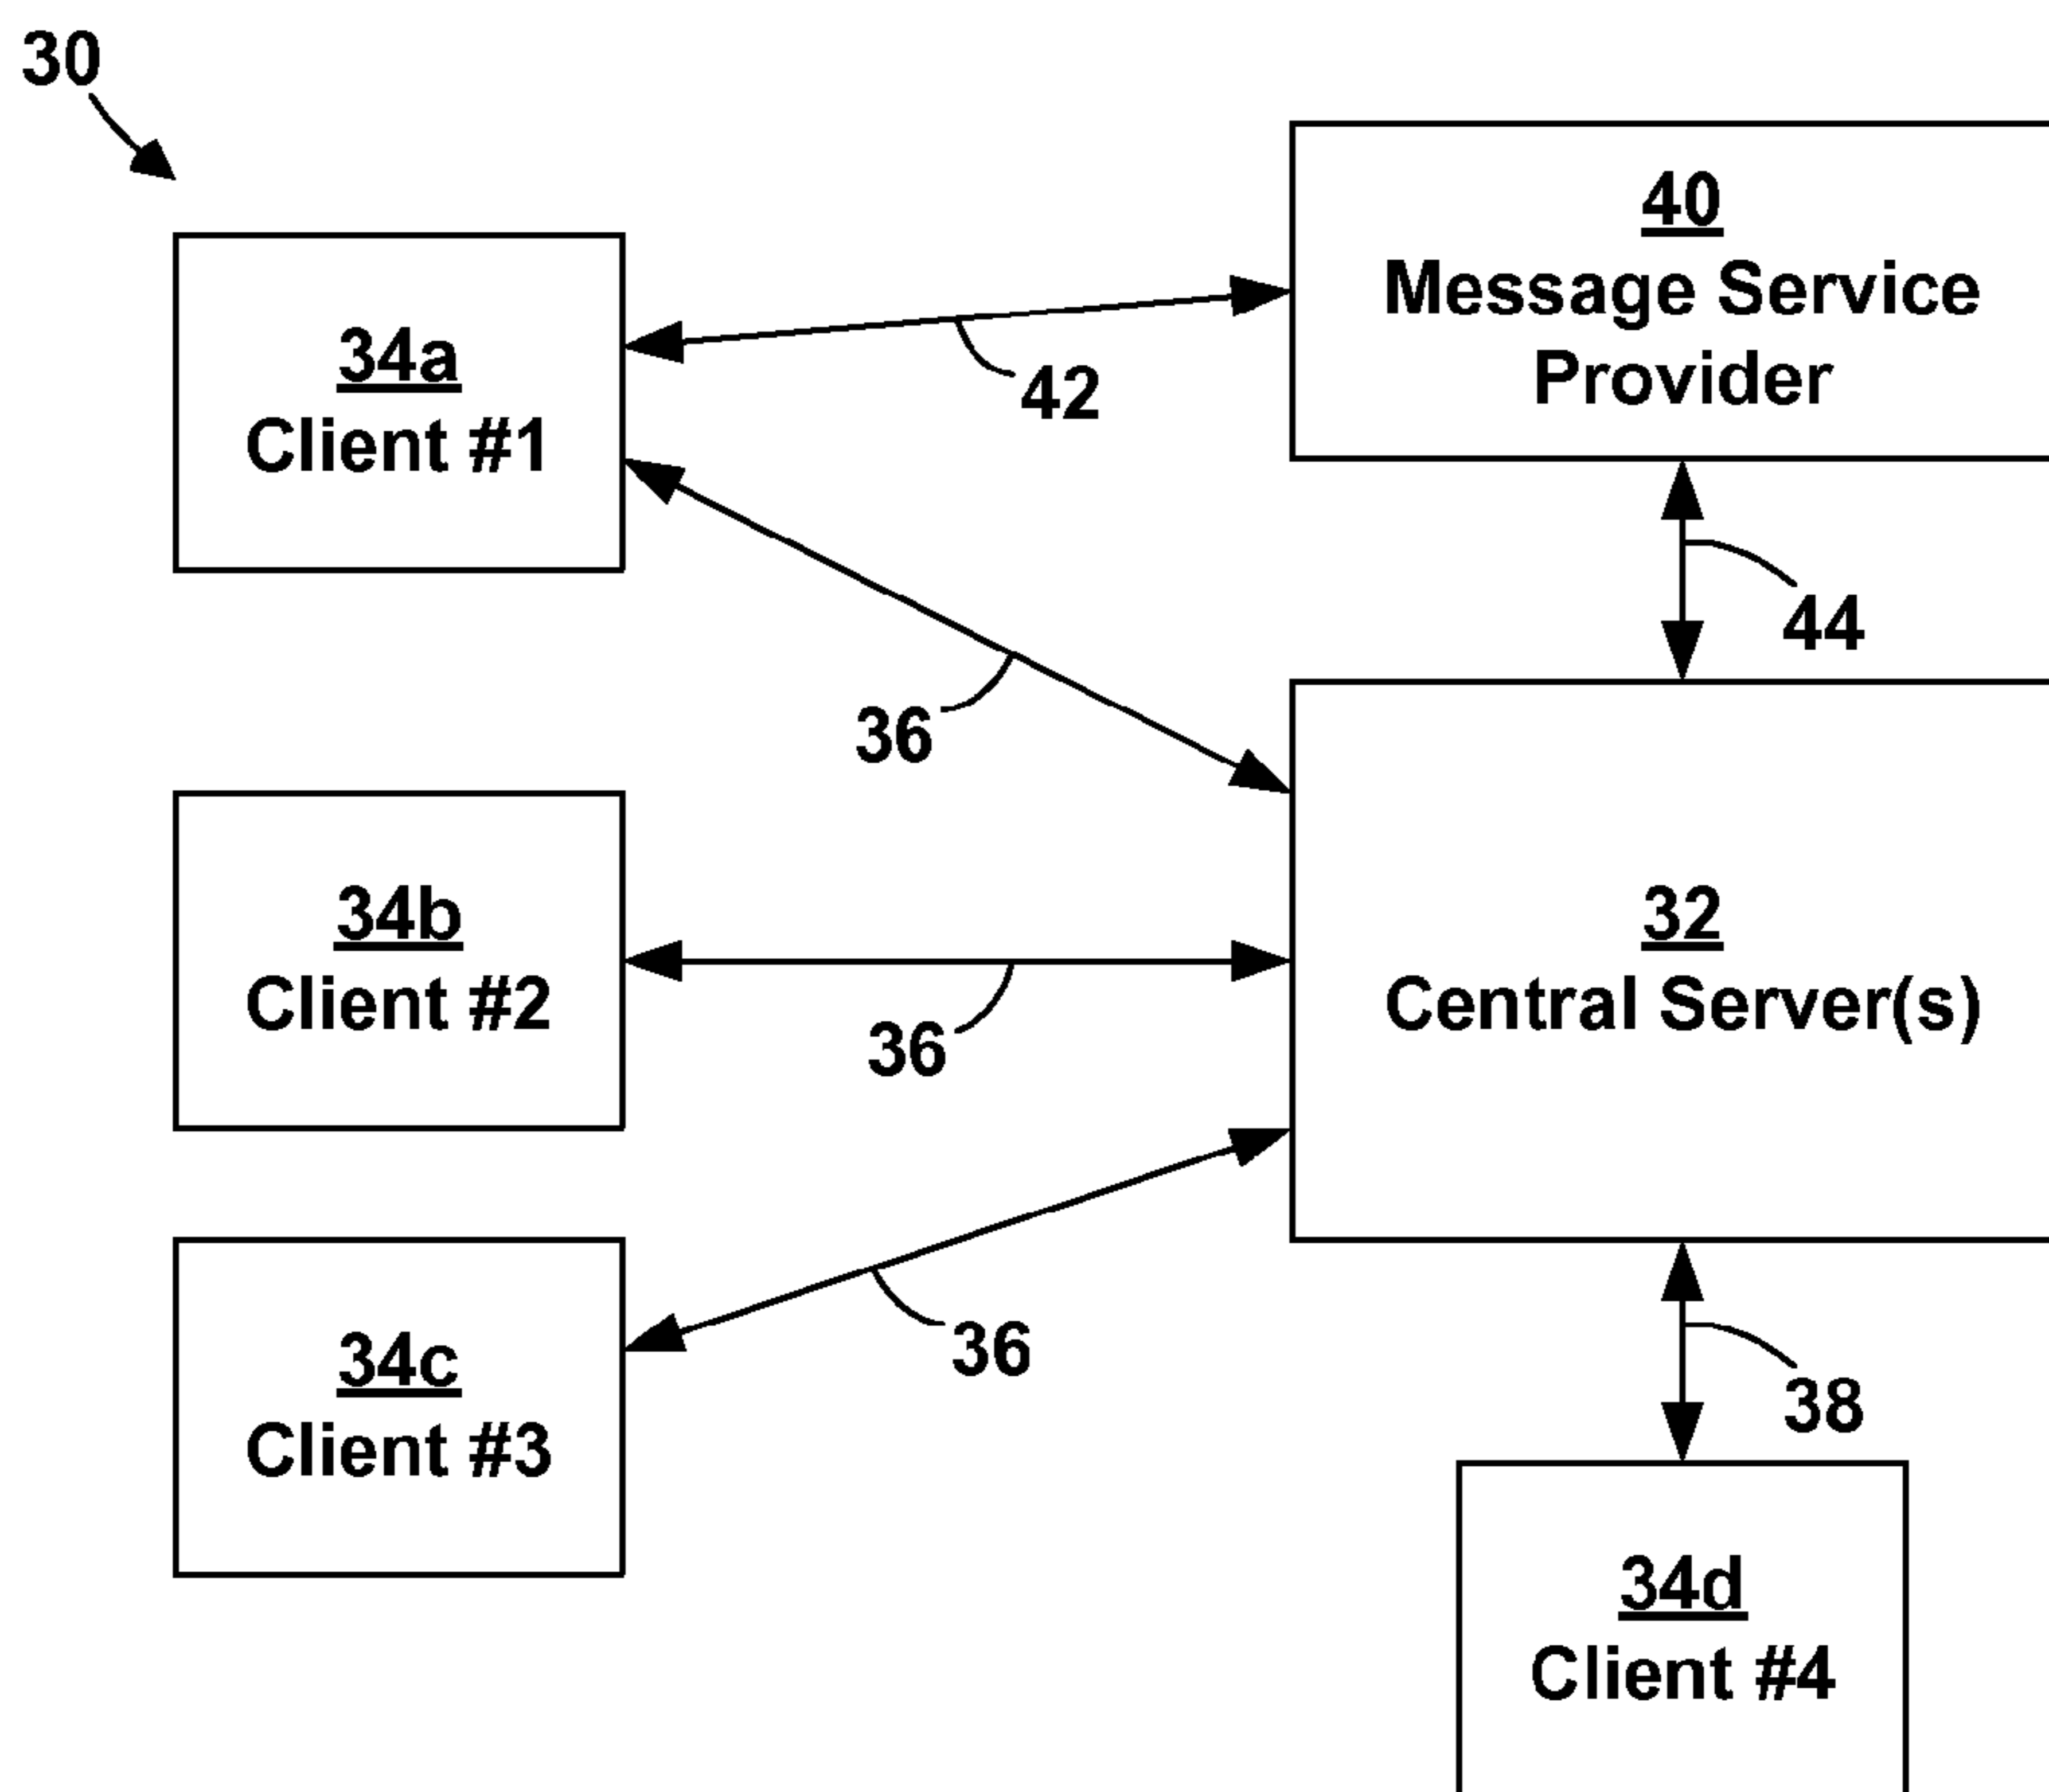 30
40
Message Service
Provider
34a
Client #1
42
44
36
34b
Client #2
32
Central Server(s)
36
34c
Client #3
36
38
34d
Client #4